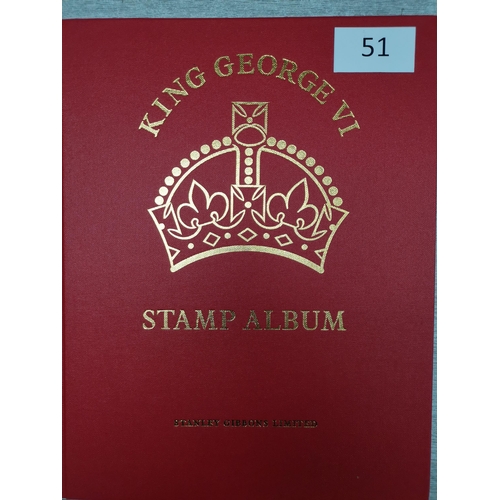 51
KING GEORGE VI
STAMP ALBUM
STANLEY GIBBONS LIMITED